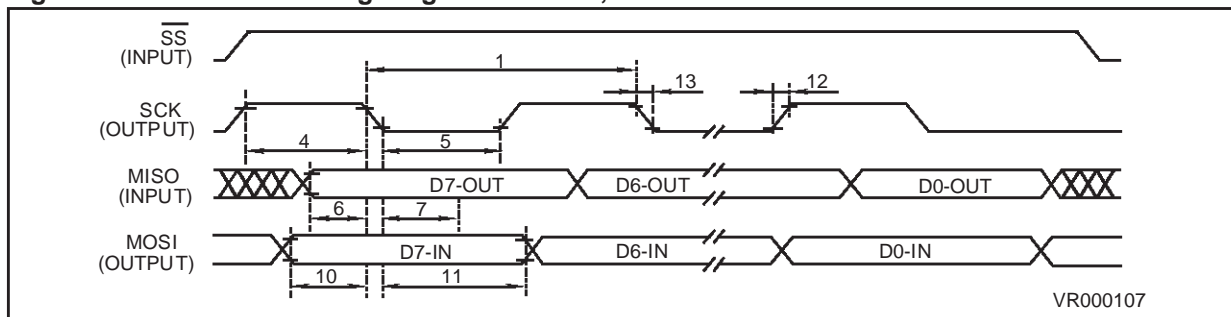 SS
(INPUT)
1
13
12
SCK
(OUTPUT)
4
5
MISO
(INPUT)
D7-OUT
D6-OUT
D0-OUT
6
7
MOSI
(OUTPUT)
D7-IN
D6-IN
D0-IN
10
11
VR000107